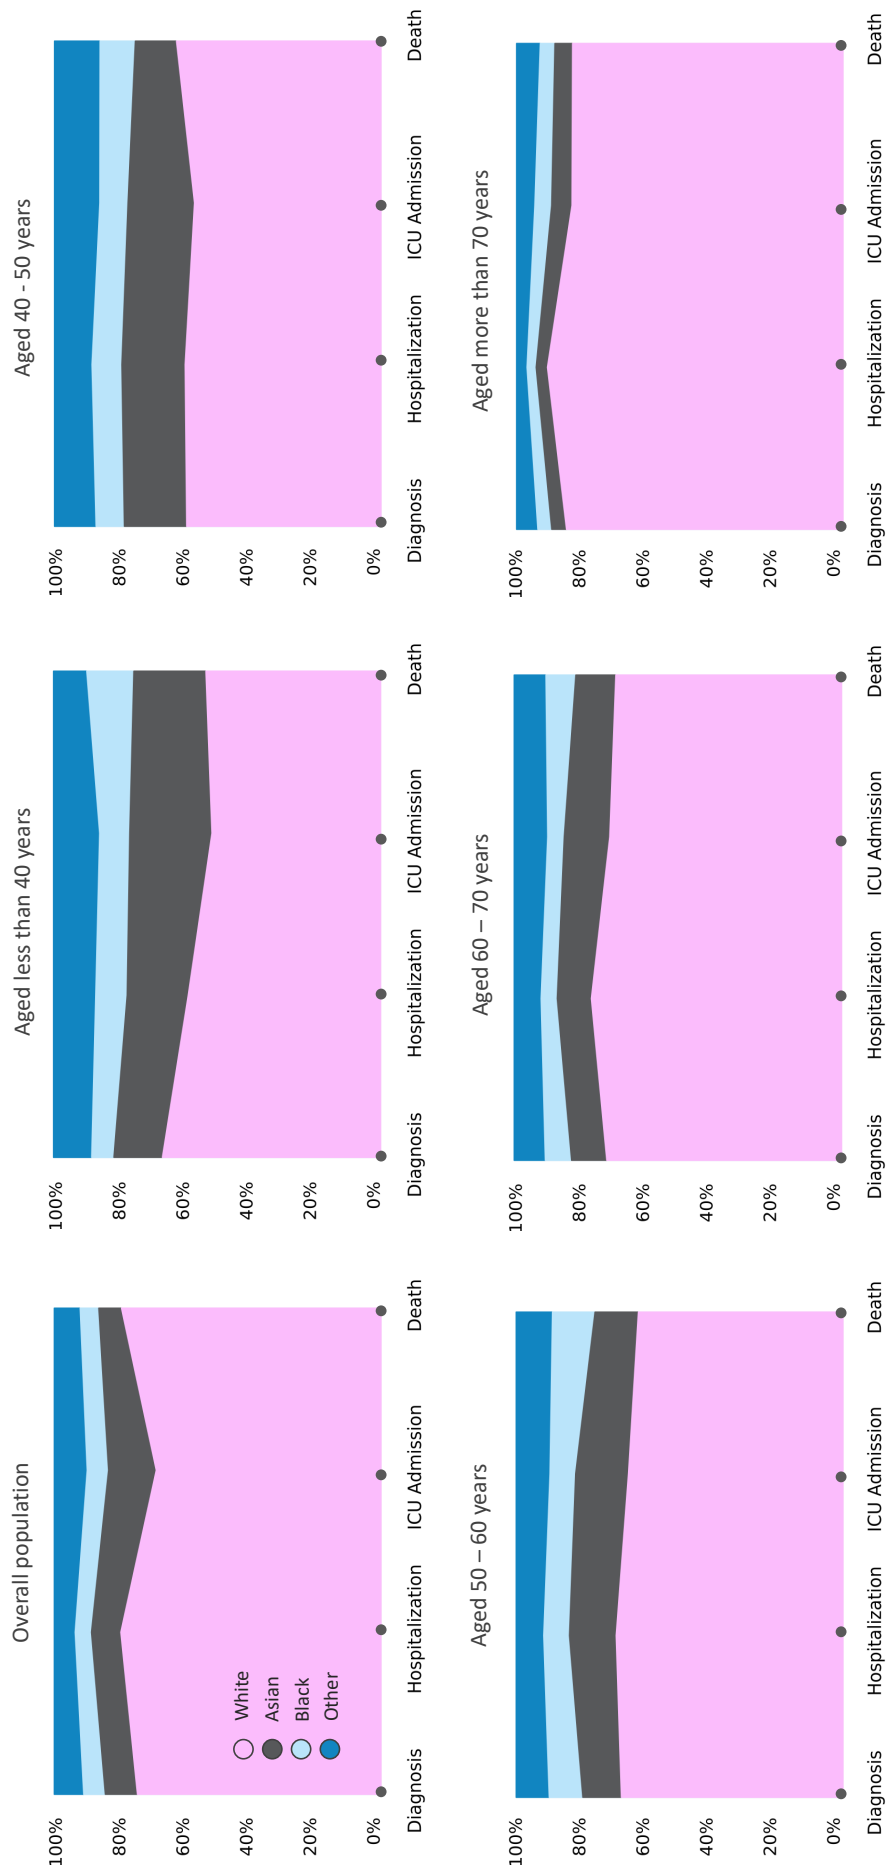 Overall population
100%
80%
60%
40%
20%
0%
White
Asian
Black
Other
Diagnosis
Hospitalization
ICU Admission
Death
Aged less than 40 years
100%
80%
60%
40%
20%
0%
Diagnosis
Hospitalization
ICU Admission
Death
Aged 40 - 50 years
100%
80%
60%
40%
20%
0%
Diagnosis
Hospitalization
ICU Admission
Death
Aged 50 – 60 years
100%
80%
60%
40%
20%
0%
Diagnosis
Hospitalization
ICU Admission
Death
Aged 60 – 70 years
100%
80%
60%
40%
20%
0%
Diagnosis
Hospitalization
ICU Admission
Death
Aged more than 70 years
100%
80%
60%
40%
20%
0%
Diagnosis
Hospitalization
ICU Admission
Death